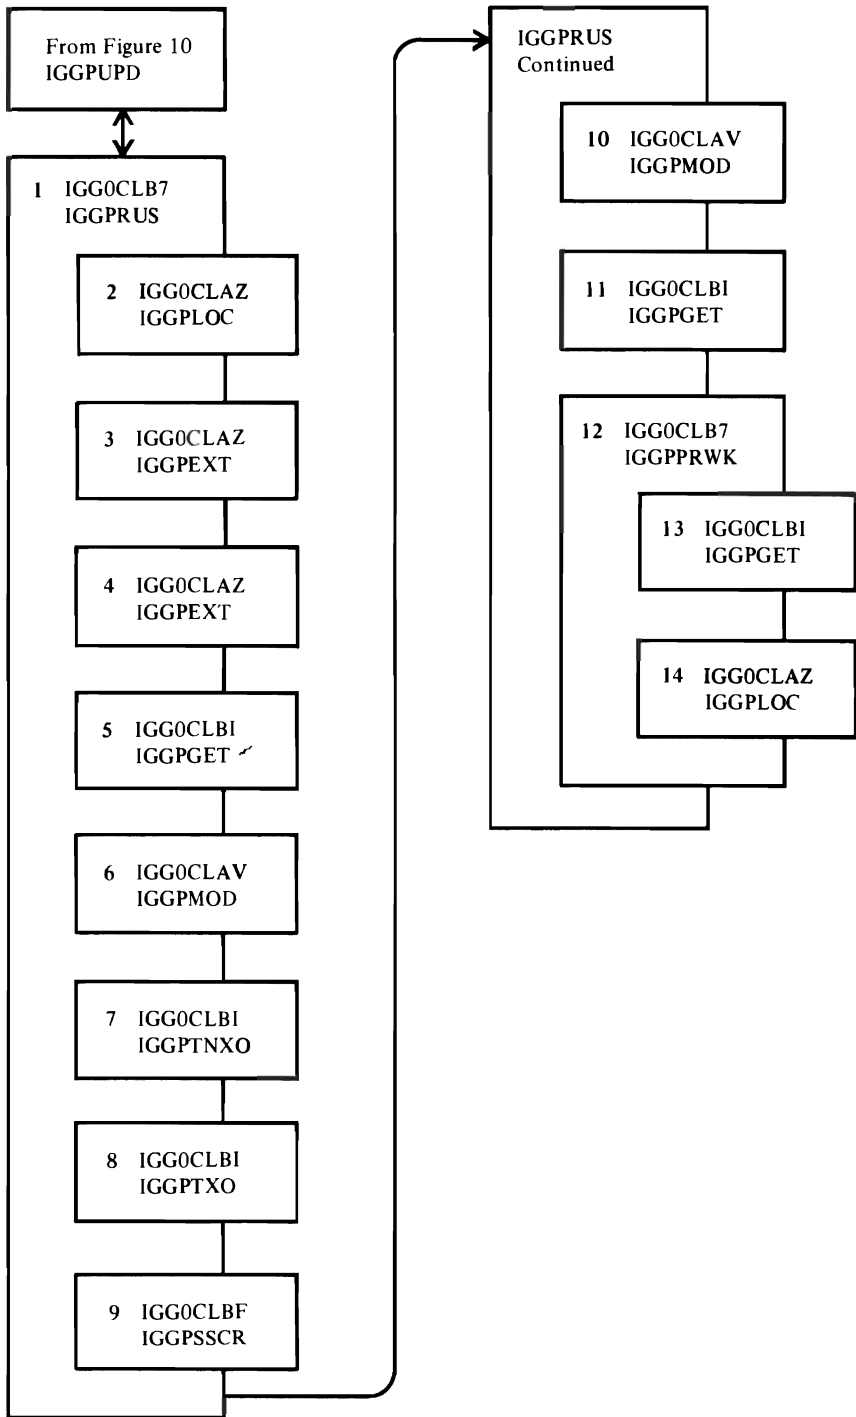 From Figure 10
IGGPUPD
1 IGG0CLB7
IGGPRUS
2 IGG0CLAZ
IGGPLOC
3 IGG0CLAZ
IGGPEXT
4 IGG0CLAZ
IGGPEXT
5 IGG0CLBI
IGGPGET
6 IGG0CLAV
IGGPMOD
7 IGG0CLBI
IGGPTNXO
8 IGG0CLBI
IGGPTXO
9 IGG0CLBF
IGGPSSCR
IGGPRUS
Continued
10 IGG0CLAV
IGGPMOD
11 IGG0CLBI
IGGPGET
12 IGG0CLB7
IGGPPRWK
13 IGG0CLBI
IGGPGET
14 IGG0CLAZ
IGGPLOC